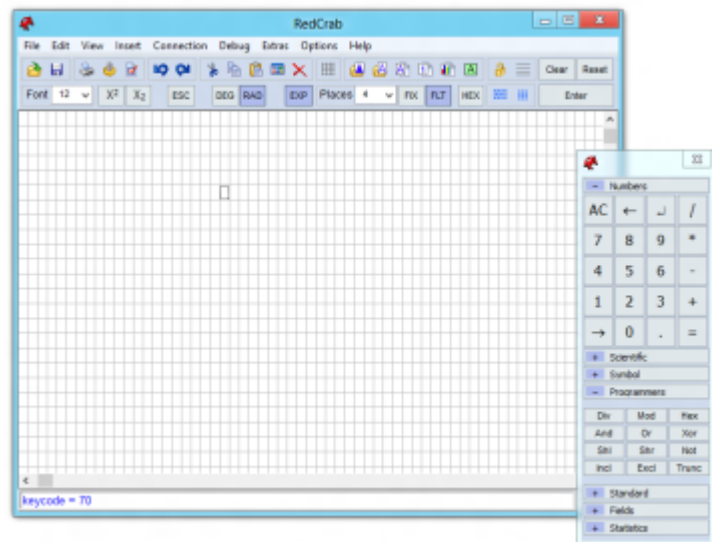 RedCrab
File Edit View Insert Connection Debug Extras Options Help
Clear Reset
Font 12 X² X₂ ESC DEG RAD EXP Places 4 FIX FLT HEX Enter
Numbers
AC ← ↵ /
7 8 9 *
4 5 6 -
1 2 3 +
→ 0 . =
+ Scientific
+ Symbol
- Programmers
Div Mod Hex
And Or Xor
Shl Shr Not
Incl Excl Trunc
+ Standard
+ Fields
+ Statistics
keycode = 70